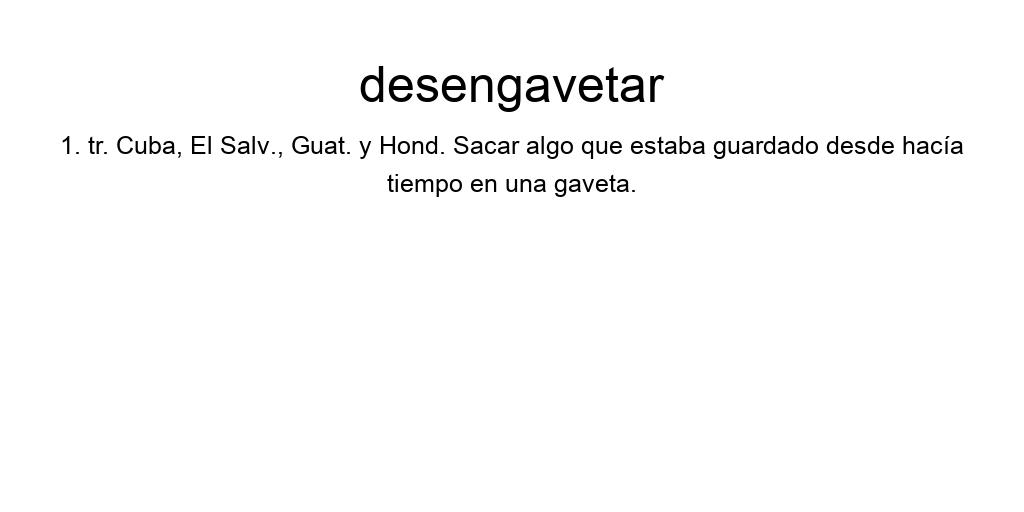 desengavetar
1. tr. Cuba, El Salv., Guat. y Hond. Sacar algo que estaba guardado desde hacía
tiempo en una gaveta.